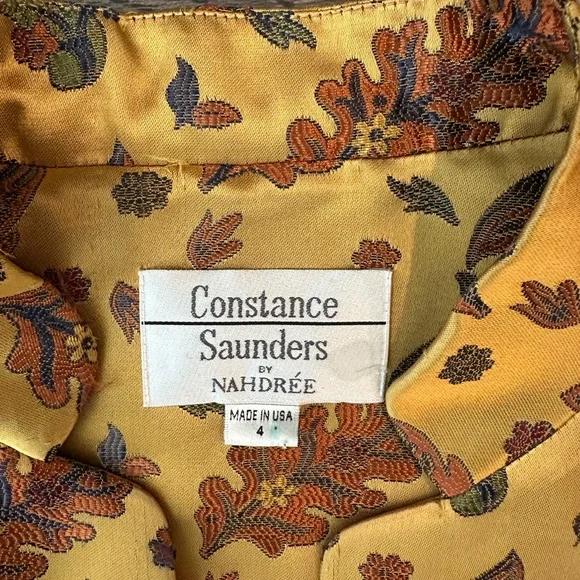 Constance
Saunders
BY
NAHDRÉE
MADE IN USA
4